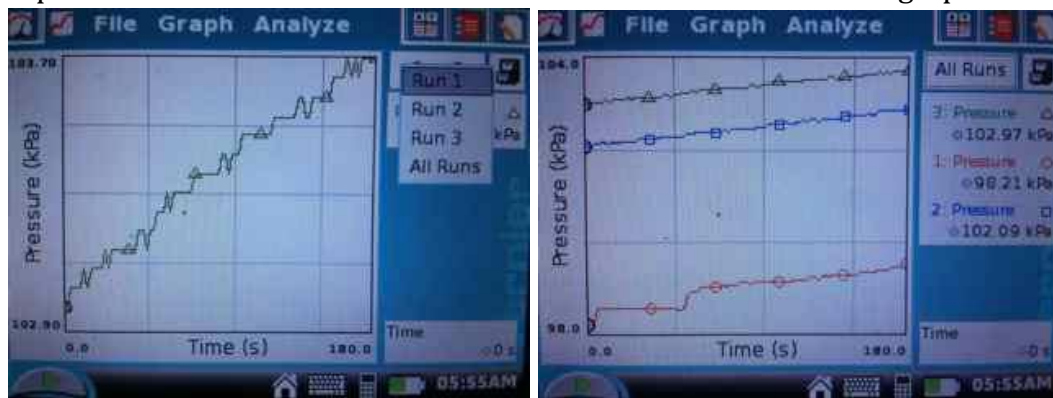 File Graph Analyze
103.70
Run 1
Run 2
Run 3
All Runs
kPa
Pressure (kPa)
102.90
0.0
Time (s)
180.0
Time
0 s
05:55AM
File Graph Analyze
104.0
All Runs
3: Pressure
102.97 kPa
1: Pressure
98.21 kPa
2: Pressure
102.09 kPa
Pressure (kPa)
98.0
0.0
Time (s)
180.0
Time
0 s
05:55AM